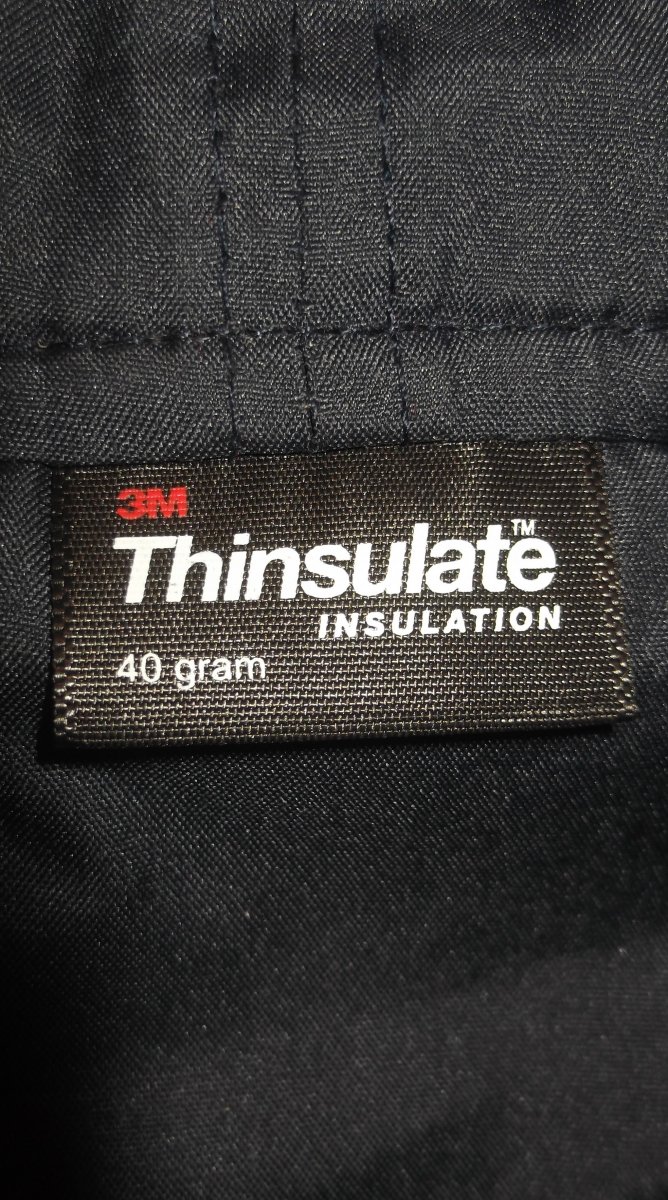 3M
Thinsulate™
INSULATION
40 gram